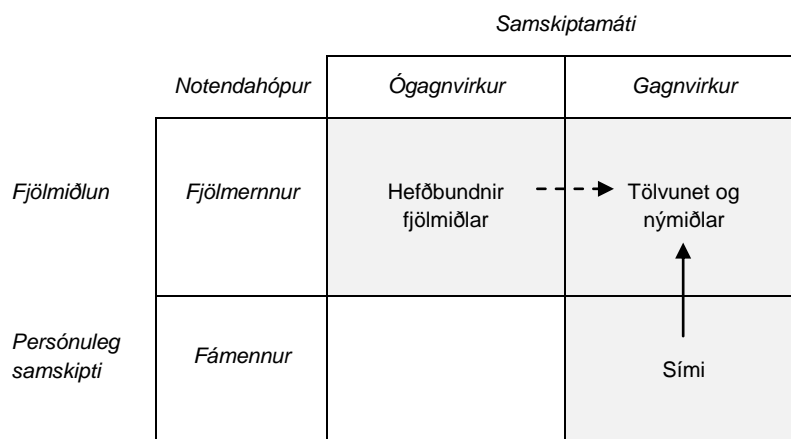 Samskiptamáti
Notendahópur Ógagnvirkur Gagnvirkur
Fjölmiðlun Fjölmernnur Hefðbundnir Tölvunet og
fjölmiðlar nýmiðlar
Persónuleg
samskipti Fámennur Sími